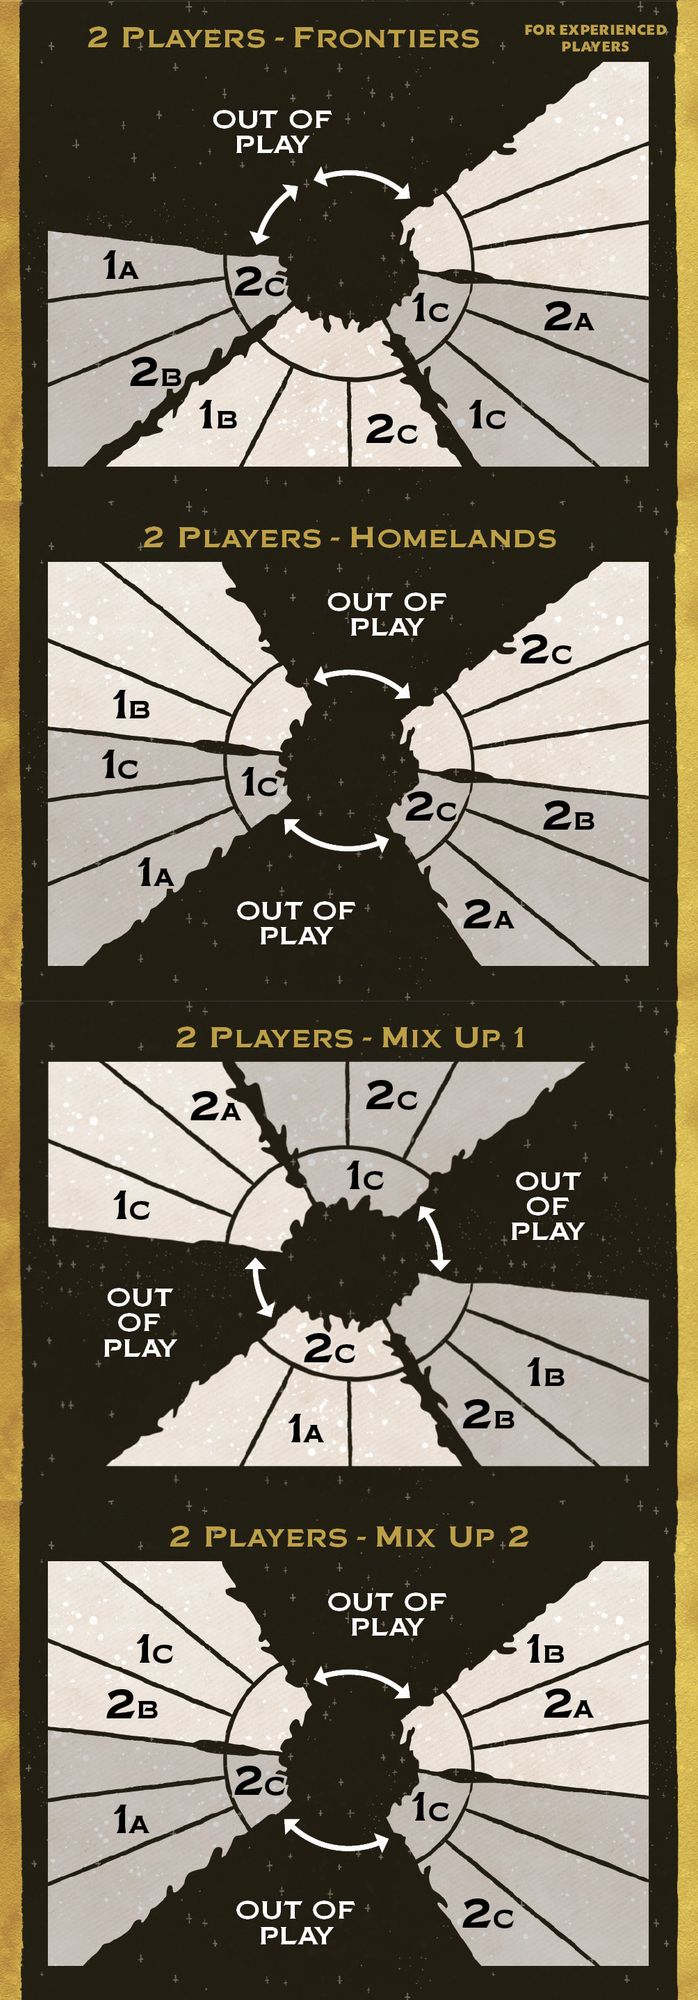 2 Players - Frontiers
FOR EXPERIENCED
PLAYERS
OUT OF
PLAY
1A
2C
2B
1B
2C
1C
1C
2A
2 Players - Homelands
OUT OF
PLAY
2C
1B
1C
1C
1A
2C
2B
2A
OUT OF
PLAY
2 Players - Mix Up 1
2A
2C
1C
1C
OUT
OF
PLAY
OUT
OF
PLAY
2C
1A
1B
2B
2 Players - Mix Up 2
OUT OF
PLAY
1C
2B
2C
1A
1B
2A
1C
2C
OUT OF
PLAY